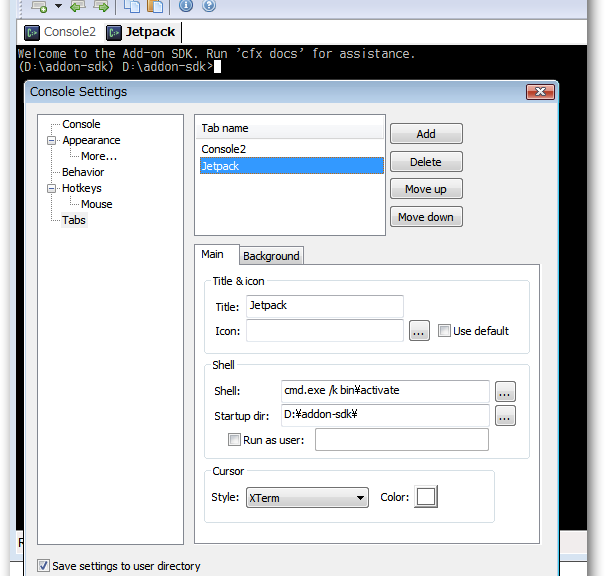 Console2 Jetpack
Welcome to the Add-on SDK. Run 'cfx docs' for assistance.
(D:\addon-sdk) D:\addon-sdk>
Console Settings
Console
Appearance
More...
Behavior
Hotkeys
Mouse
Tabs
Tab name
Console2
Jetpack
Add
Delete
Move up
Move down
Main Background
Title & icon
Title: Jetpack
Icon: ... Use default
Shell
Shell: cmd.exe /k bin¥activate ...
Startup dir: D:¥addon-sdk¥ ...
Run as user:
Cursor
Style: XTerm Color:
Save settings to user directory